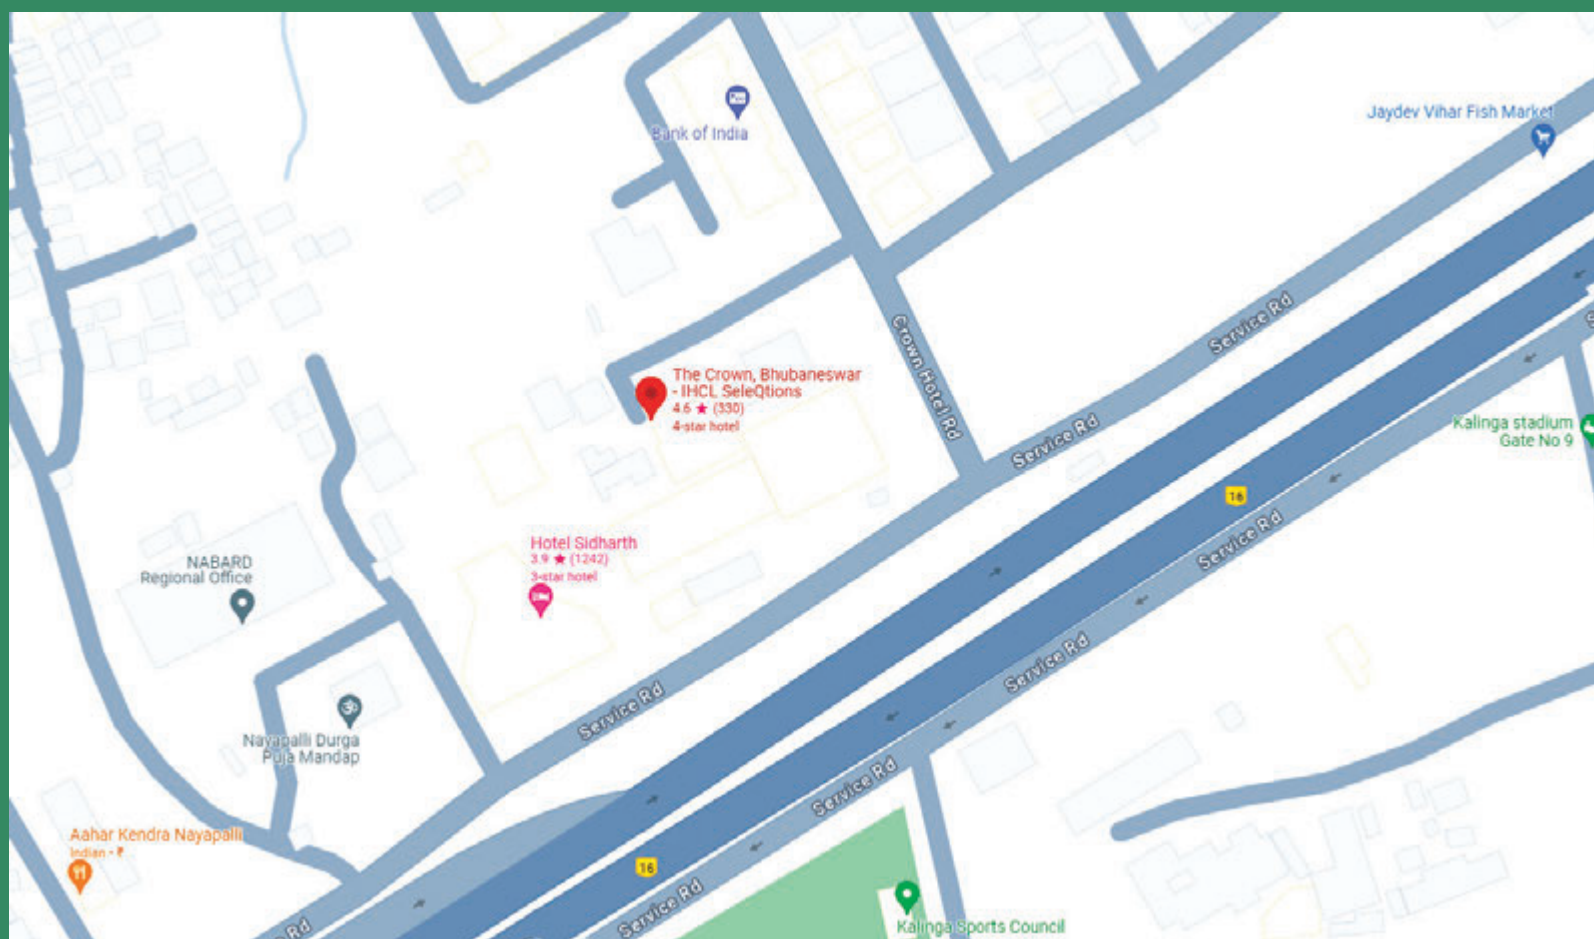 Jaydev Vihar Fish Market
Bank of India
Service Rd
Crown Hotel Rd
The Crown, Bhubaneswar
- IHCL SeleQtions
4.6 ★ (330)
4-star hotel
Service Rd
Kalinga stadium
Gate No 9
16
Service Rd
Hotel Sidharth
3.9 ★ (1242)
3-star hotel
NABARD
Regional Office
Service Rd
Service Rd
Nayapalli Durga
Puja Mandap
Service Rd
Aahar Kendra Nayapalli
Indian - ₹
16
Service Rd
Kalinga Sports Council
Rd